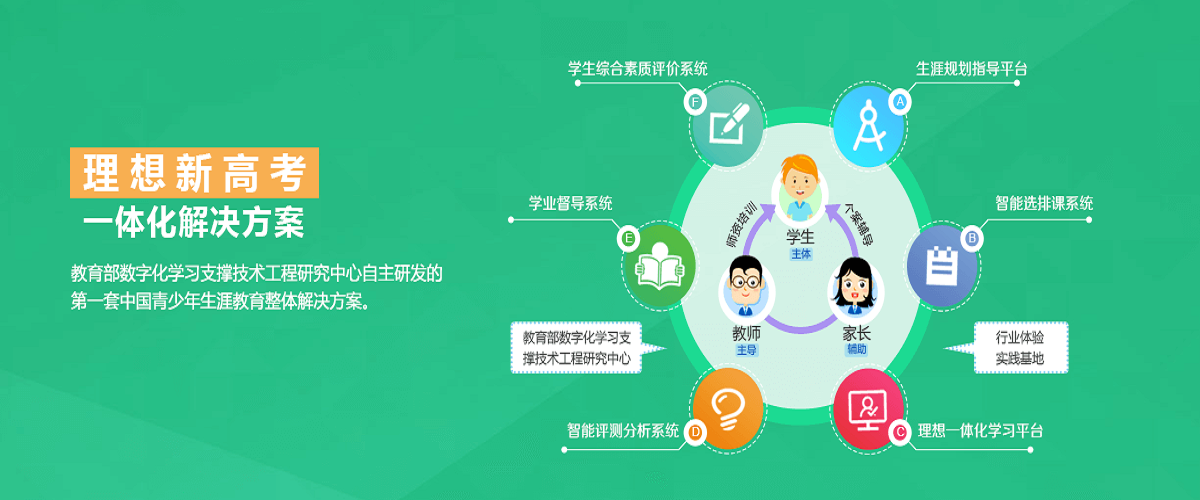 理想新高考
一体化解决方案
教育部数字化学习支撑技术工程研究中心自主研发的
第一套中国青少年生涯教育整体解决方案。
学生综合素质评价系统
F
生涯规划指导平台
A
学业督导系统
E
智能选排课系统
B
师资培训
个案辅导
学生
主体
教师
主导
家长
辅助
教育部数字化学习支
撑技术工程研究中心
行业体验
实践基地
智能评测分析系统
D
理想一体化学习平台
C